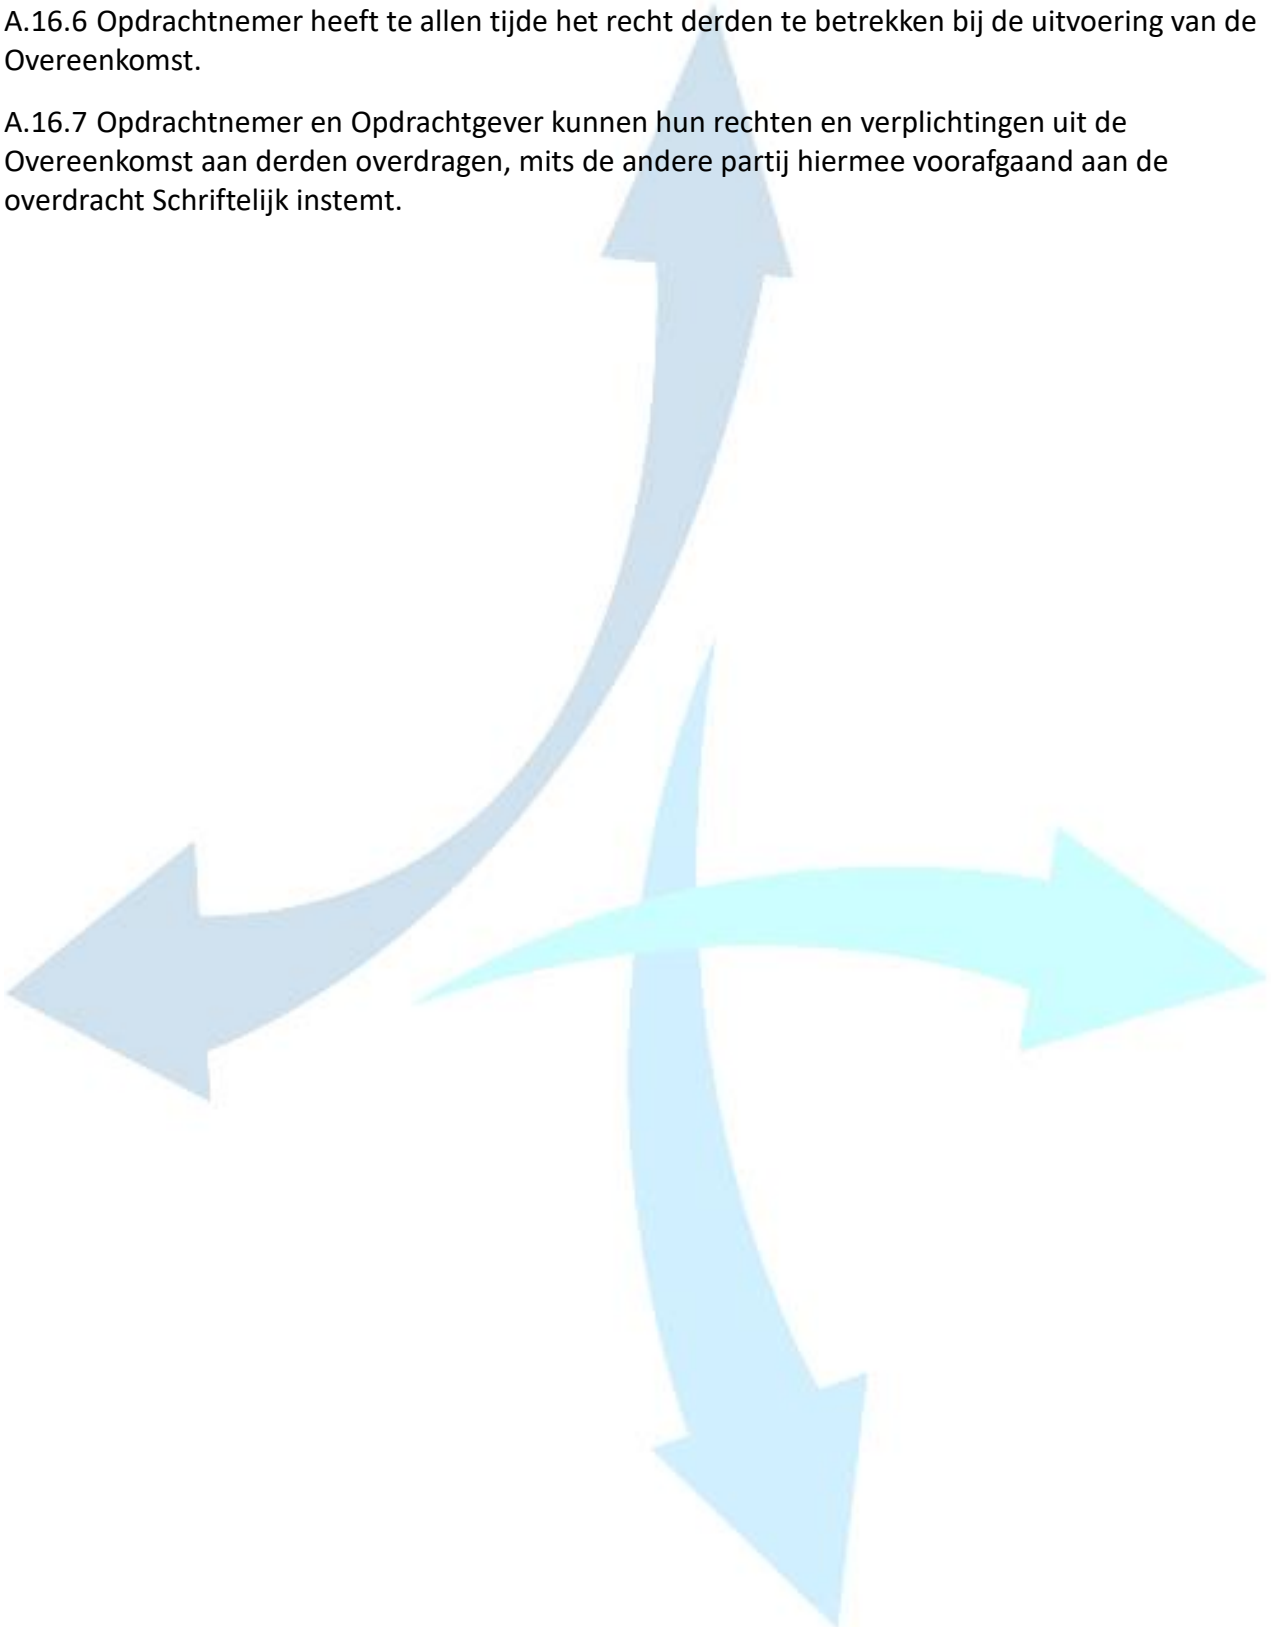 A.16.6 Opdrachtnemer heeft te allen tijde het recht derden te betrekken bij de uitvoering van de
Overeenkomst.
A.16.7 Opdrachtnemer en Opdrachtgever kunnen hun rechten en verplichtingen uit de
Overeenkomst aan derden overdragen, mits de andere partij hiermee voorafgaand aan de
overdracht Schriftelijk instemt.